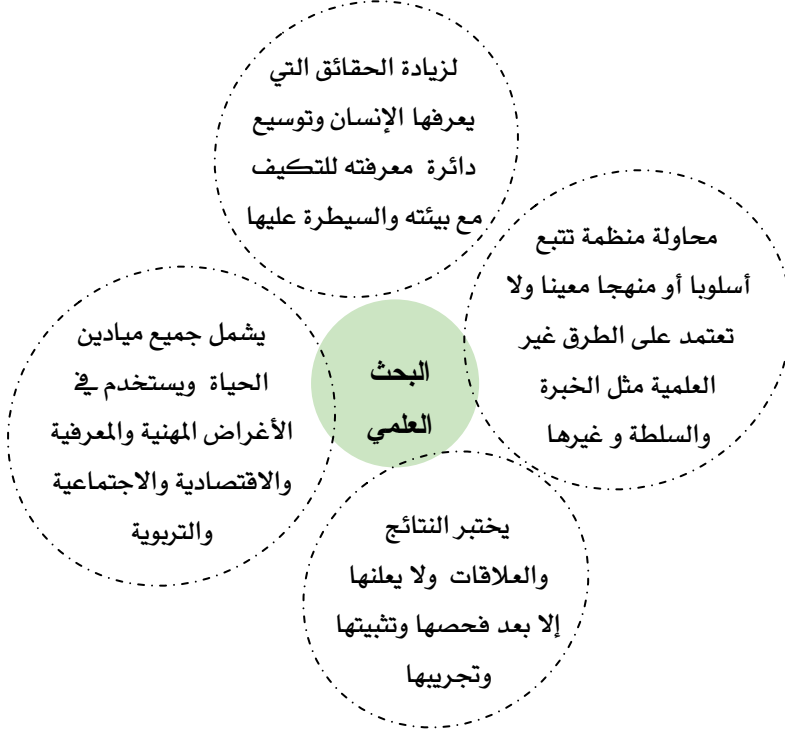 لزيادة الحقائق التي
يعرفها الإنسان وتوسيع
دائرة معرفته للتكيف
مع بيئته والسيطرة عليها
محاولة منظمة تتبع
أسلوبا أو منهجا معينا ولا
تعتمد على الطرق غير
العلمية مثل الخبرة
والسلطة و غيرها
البحث
العلمي
يشمل جميع ميادين
الحياة ويستخدم في
الأغراض المهنية والمعرفية
والاقتصادية والاجتماعية
والتربوية
يختبر النتائج
والعلاقات ولا يعلنها
إلا بعد فحصها وتثبيتها
وتجريبها